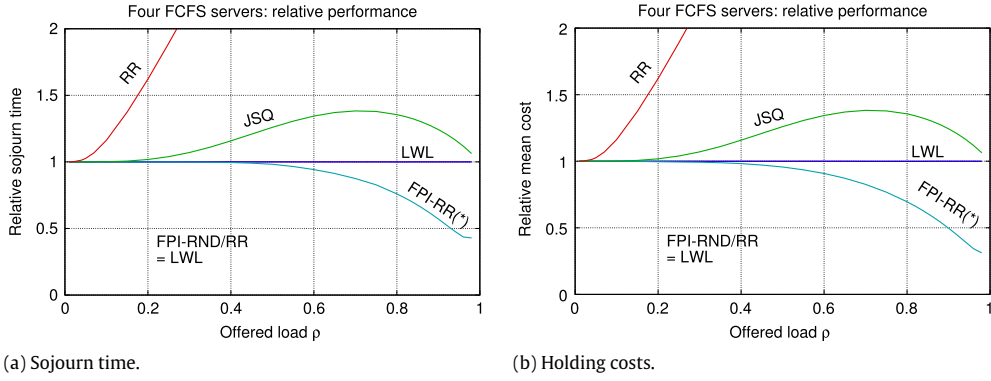 Four FCFS servers: relative performance
2
1.5
1
0.5
0
Relative sojourn time
RR
JSQ
LWL
FPI-RR(*)
FPI-RND/RR
= LWL
0
0.2
0.4
0.6
0.8
1
Offered load ρ
(a) Sojourn time.
Four FCFS servers: relative performance
2
1.5
1
0.5
0
Relative mean cost
RR
JSQ
LWL
FPI-RR(*)
FPI-RND/RR
= LWL
0
0.2
0.4
0.6
0.8
1
Offered load ρ
(b) Holding costs.